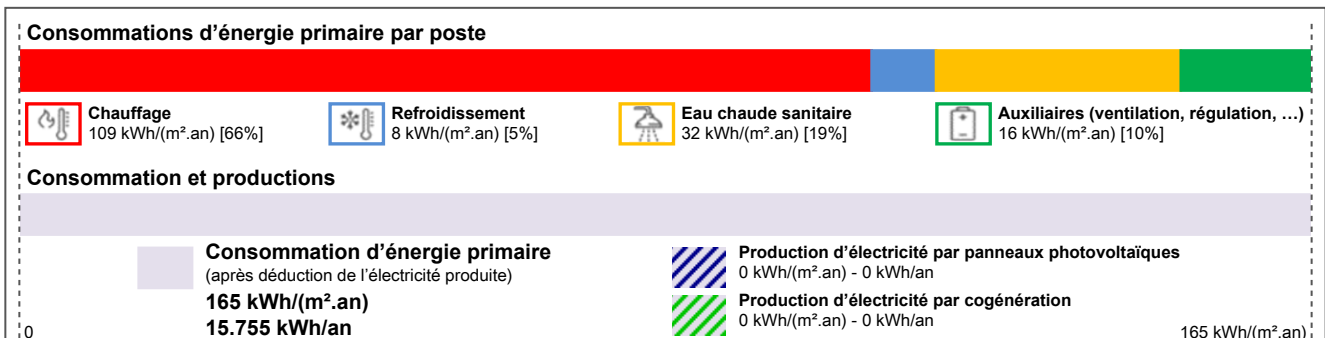 Consommations d'énergie primaire par poste
Chauffage
109 kWh/(m².an) [66%]
Refroidissement
8 kWh/(m².an) [5%]
Eau chaude sanitaire
32 kWh/(m².an) [19%]
Auxiliaires (ventilation, régulation, …)
16 kWh/(m².an) [10%]
Consommation et productions
Consommation d'énergie primaire
(après déduction de l'électricité produite)
165 kWh/(m².an)
15.755 kWh/an
Production d'électricité par panneaux photovoltaïques
0 kWh/(m².an) - 0 kWh/an
Production d'électricité par cogénération
0 kWh/(m².an) - 0 kWh/an
0
165 kWh/(m².an)